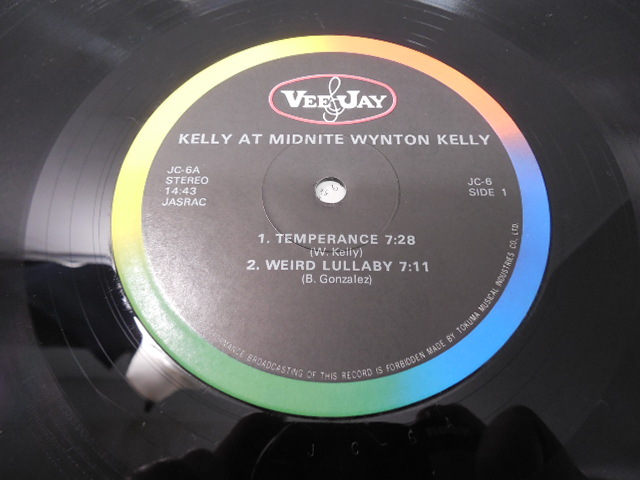 VEE JAY
KELLY AT MIDNITE WYNTON KELLY
JC-6A
STEREO
14:43
JASRAC
JC-6
SIDE 1
1. TEMPERANCE 7:28
(W. Kelly)
2. WEIRD LULLABY 7:11
(B. Gonzalez)
BROADCASTING OF THIS RECORD IS FORBIDDEN MADE BY TOKUMA MUSICAL INDUSTRIES CO., LTD.
J C 6 A